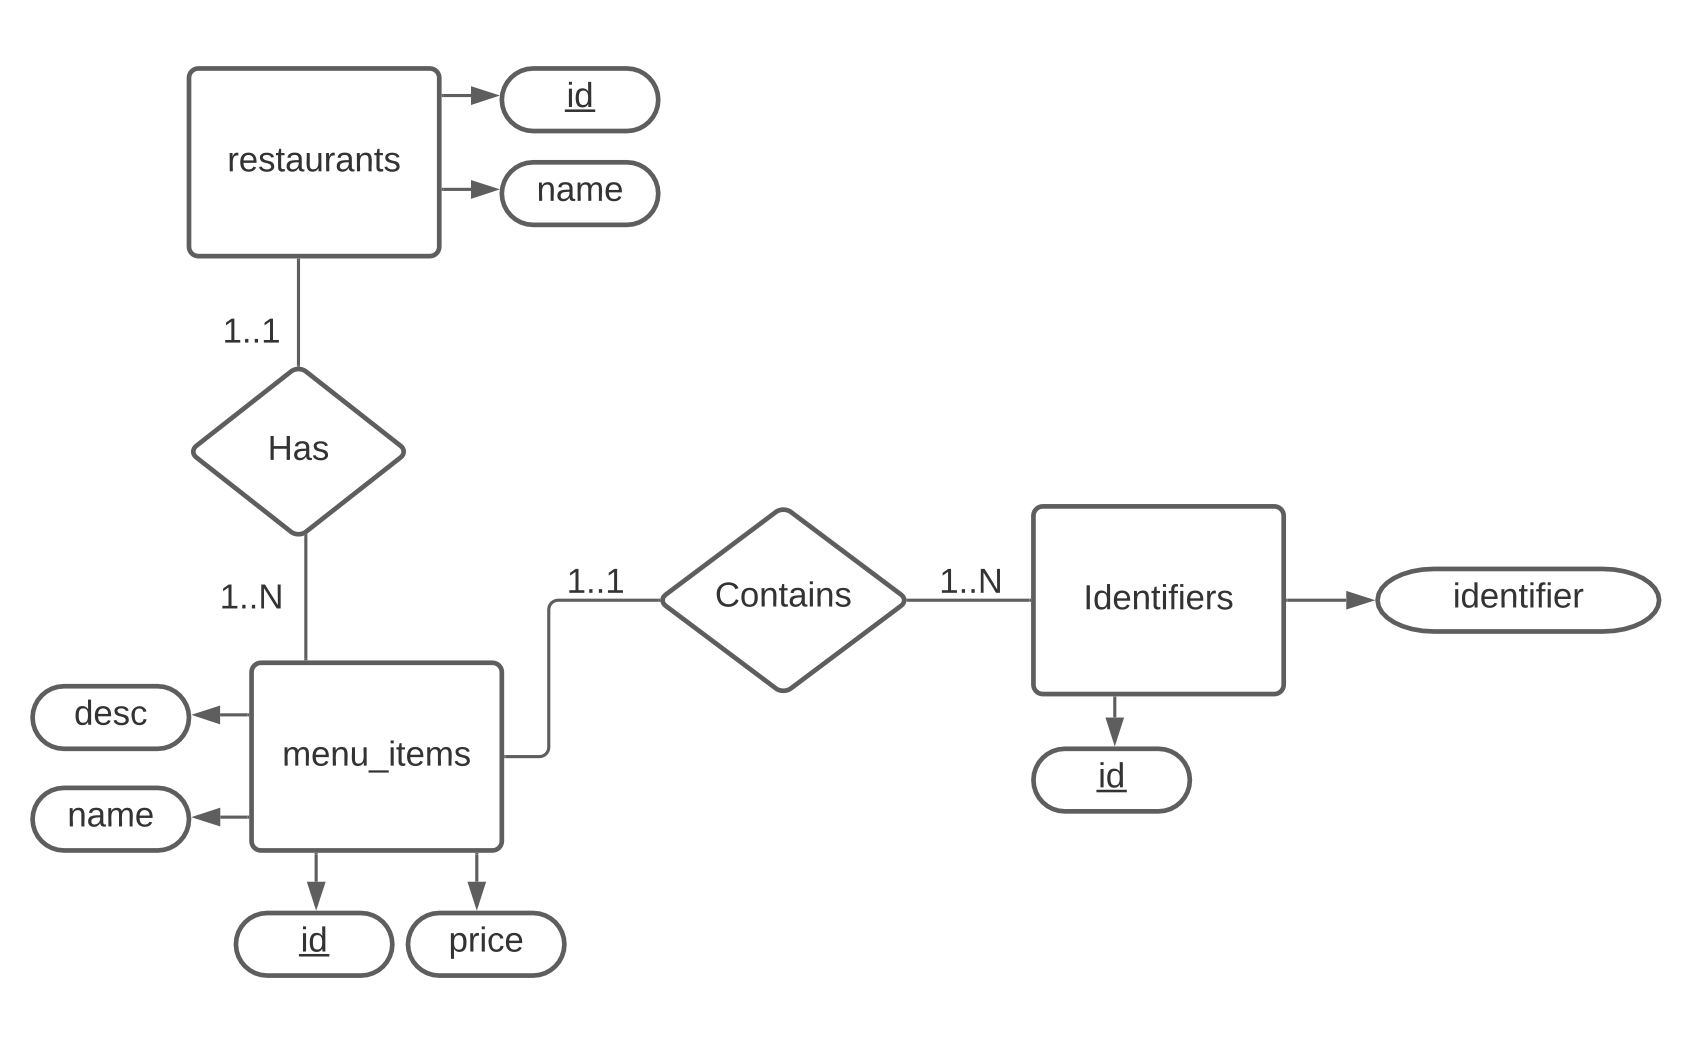 id
restaurants
name
1..1
Has
1..N
1..1
Contains
1..N
Identifiers
identifier
desc
menu_items
name
id
id
price